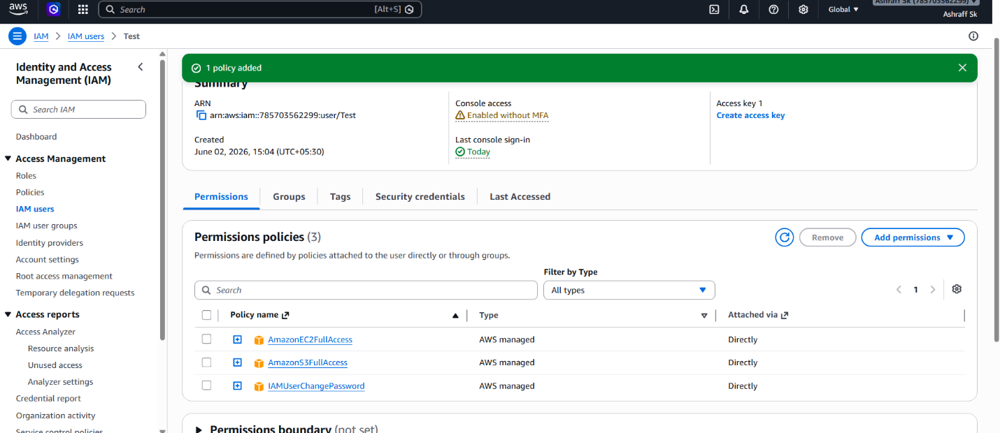 aws
Search [Alt+S]
Global
Ashraff Sk (785703562299)
Ashraff Sk
IAM IAM users Test
Identity and Access
Management (IAM)
Search IAM
Dashboard
Access Management
Roles
Policies
IAM users
IAM user groups
Identity providers
Account settings
Root access management
Temporary delegation requests
Access reports
Access Analyzer
Resource analysis
Unused access
Analyzer settings
Credential report
Organization activity
Service control policies
1 policy added
Summary
ARN
arn:aws:iam::785703562299:user/Test
Created
June 02, 2026, 15:04 (UTC+05:30)
Console access
Enabled without MFA
Last console sign-in
Today
Access key 1
Create access key
Permissions Groups Tags Security credentials Last Accessed
Permissions policies (3)
Remove Add permissions
Permissions are defined by policies attached to the user directly or through groups.
Filter by Type
Search All types 1
Policy name Type Attached via
AmazonEC2FullAccess AWS managed Directly
AmazonS3FullAccess AWS managed Directly
IAMUserChangePassword AWS managed Directly
Permissions boundary (not set)